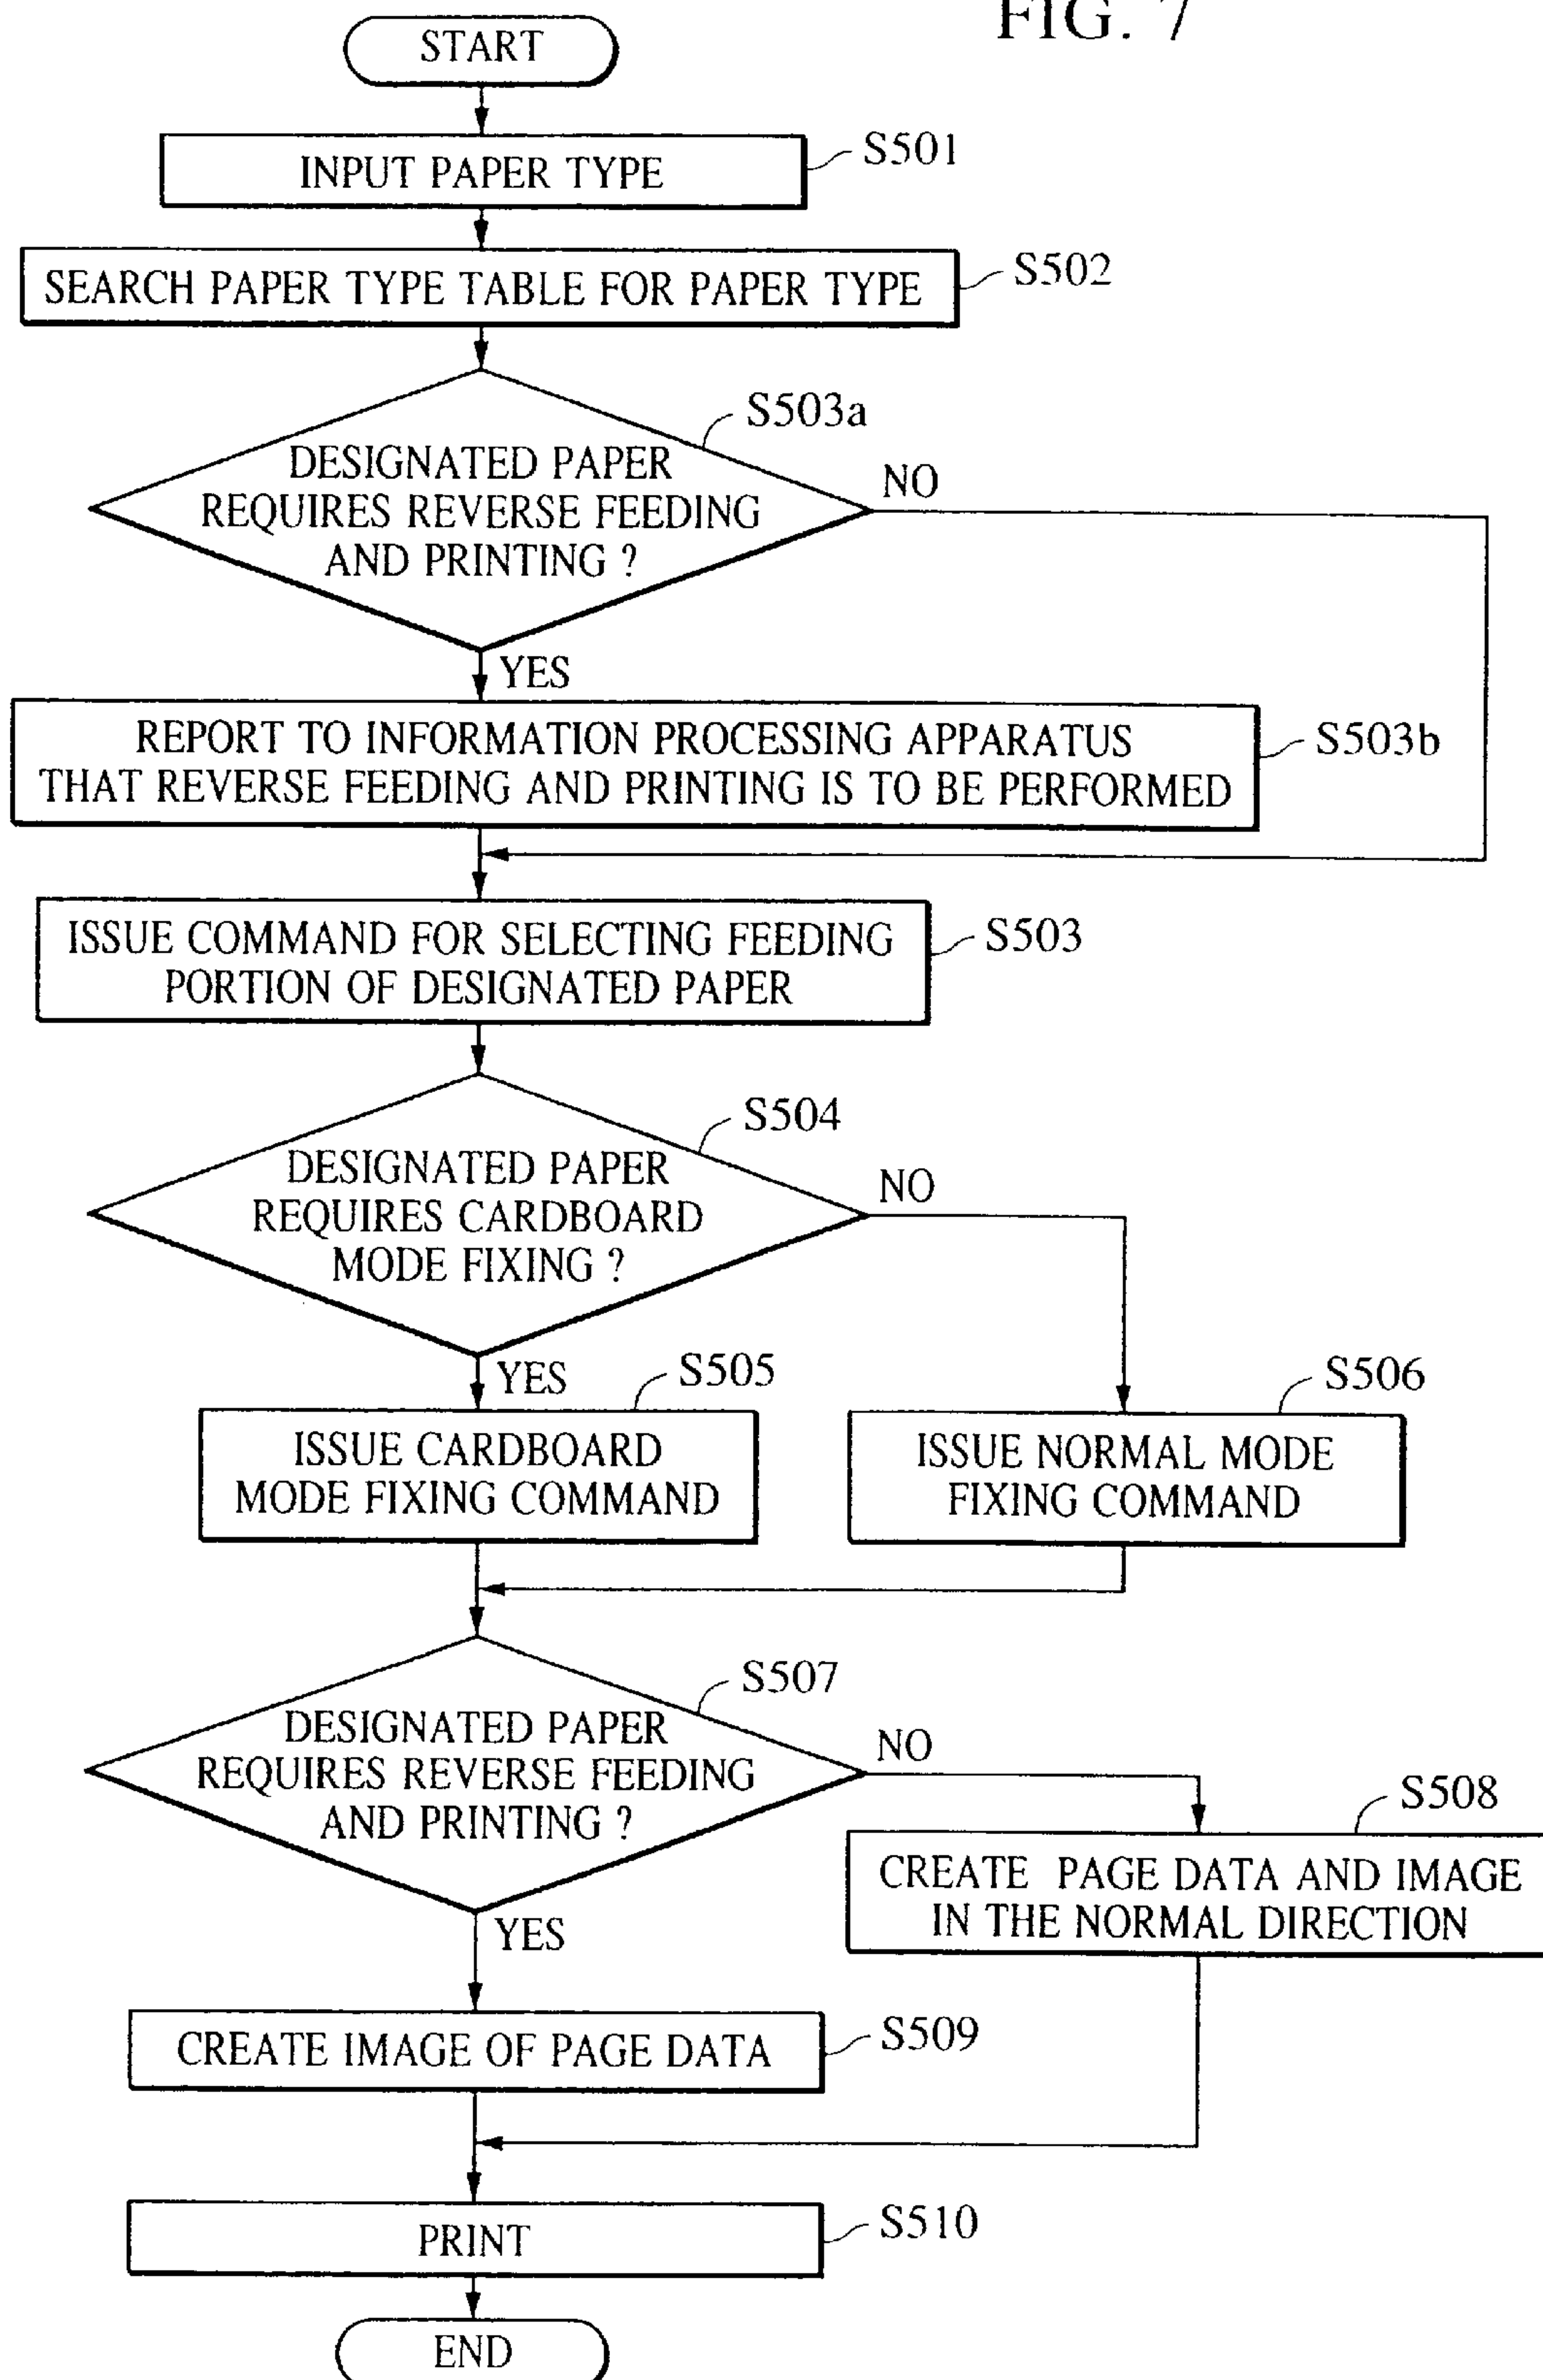 FIG. 7
START
INPUT PAPER TYPE
S501
SEARCH PAPER TYPE TABLE FOR PAPER TYPE
S502
S503a
DESIGNATED PAPER
REQUIRES REVERSE FEEDING
AND PRINTING ?
NO
YES
REPORT TO INFORMATION PROCESSING APPARATUS
THAT REVERSE FEEDING AND PRINTING IS TO BE PERFORMED
S503b
ISSUE COMMAND FOR SELECTING FEEDING
PORTION OF DESIGNATED PAPER
S503
S504
DESIGNATED PAPER
REQUIRES CARDBOARD
MODE FIXING ?
NO
YES
S505
ISSUE CARDBOARD
MODE FIXING COMMAND
S506
ISSUE NORMAL MODE
FIXING COMMAND
S507
DESIGNATED PAPER
REQUIRES REVERSE FEEDING
AND PRINTING ?
NO
S508
CREATE PAGE DATA AND IMAGE
IN THE NORMAL DIRECTION
YES
CREATE IMAGE OF PAGE DATA
S509
PRINT
S510
END